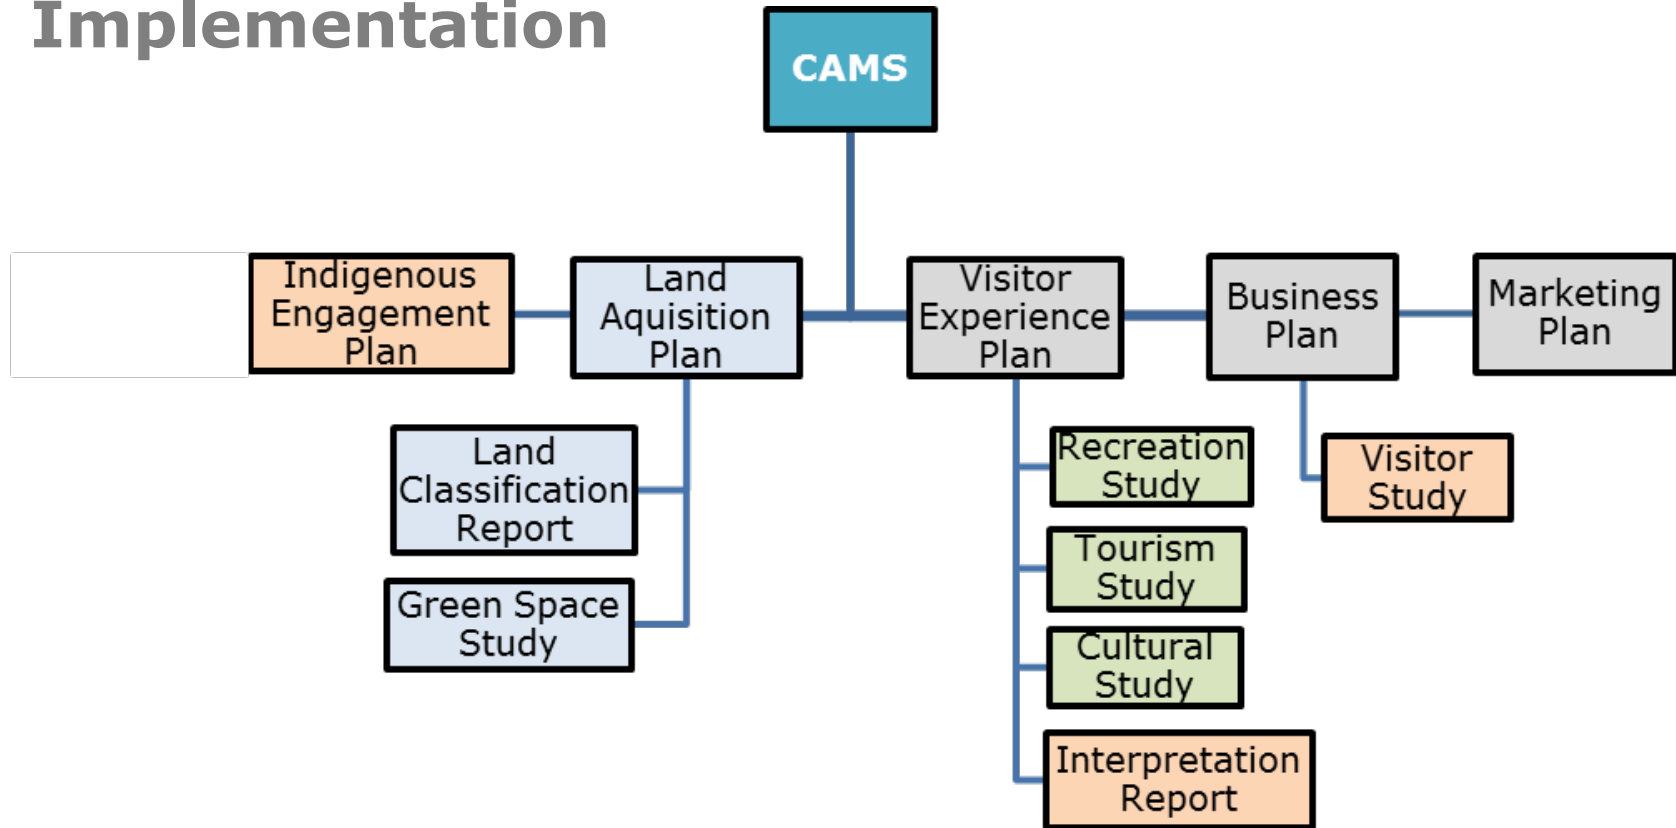 Implementation
CAMS
Indigenous
Engagement
Plan
Land
Aquisition
Plan
Visitor
Experience
Plan
Business
Plan
Marketing
Plan
Land
Classification
Report
Green Space
Study
Recreation
Study
Tourism
Study
Cultural
Study
Interpretation
Report
Visitor
Study